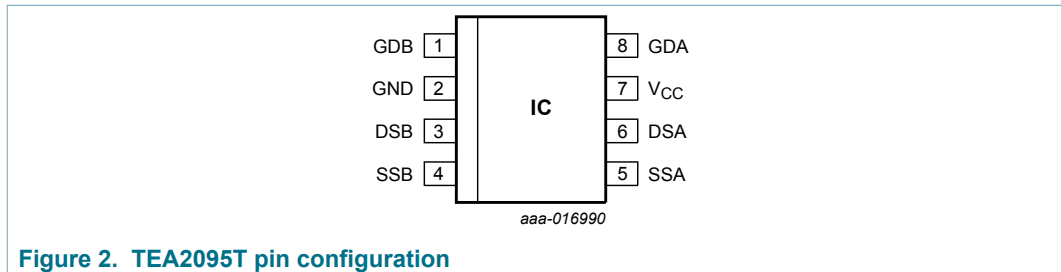 GDB 1 8 GDA
GND 2 7 VCC
IC
DSB 3 6 DSA
SSB 4 5 SSA
aaa-016990
Figure 2. TEA2095T pin configuration